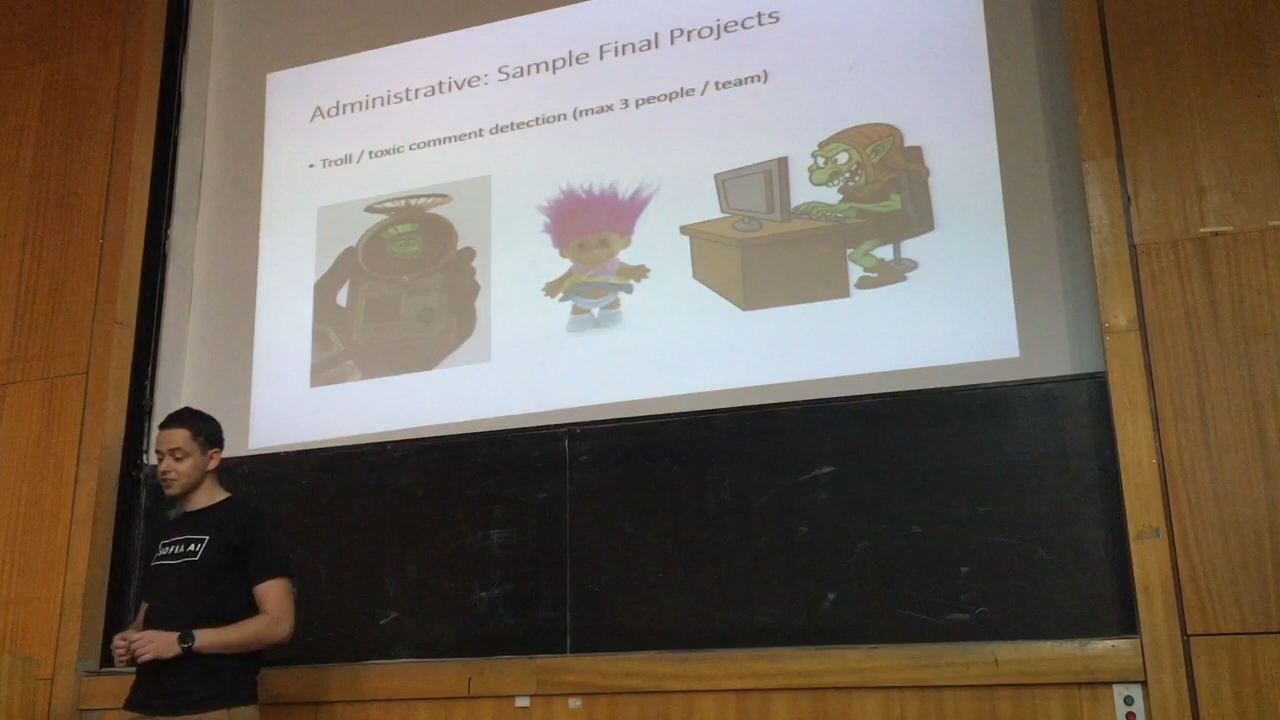 Administrative: Sample Final Projects
• Troll / toxic comment detection (max 3 people / team)
SOFIA AI